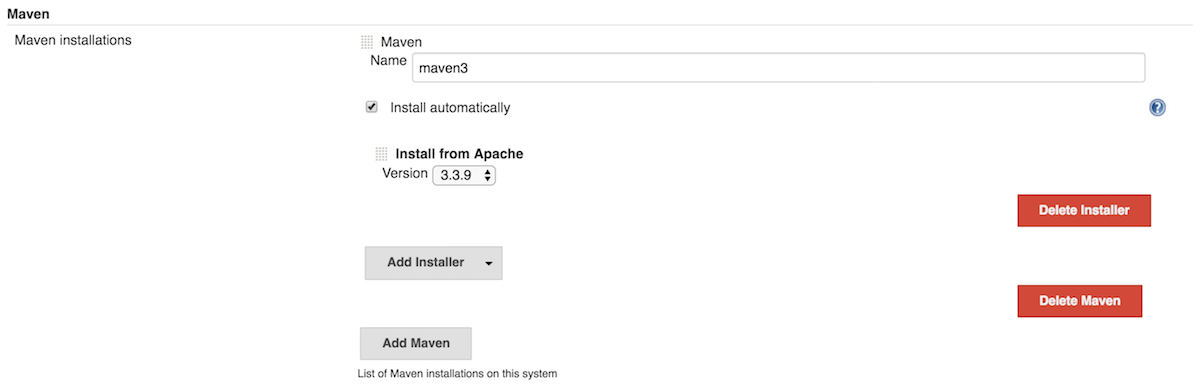 Maven
Maven installations
Maven
Name
maven3
Install automatically
?
Install from Apache
Version 3.3.9
Delete Installer
Add Installer
Delete Maven
Add Maven
List of Maven installations on this system